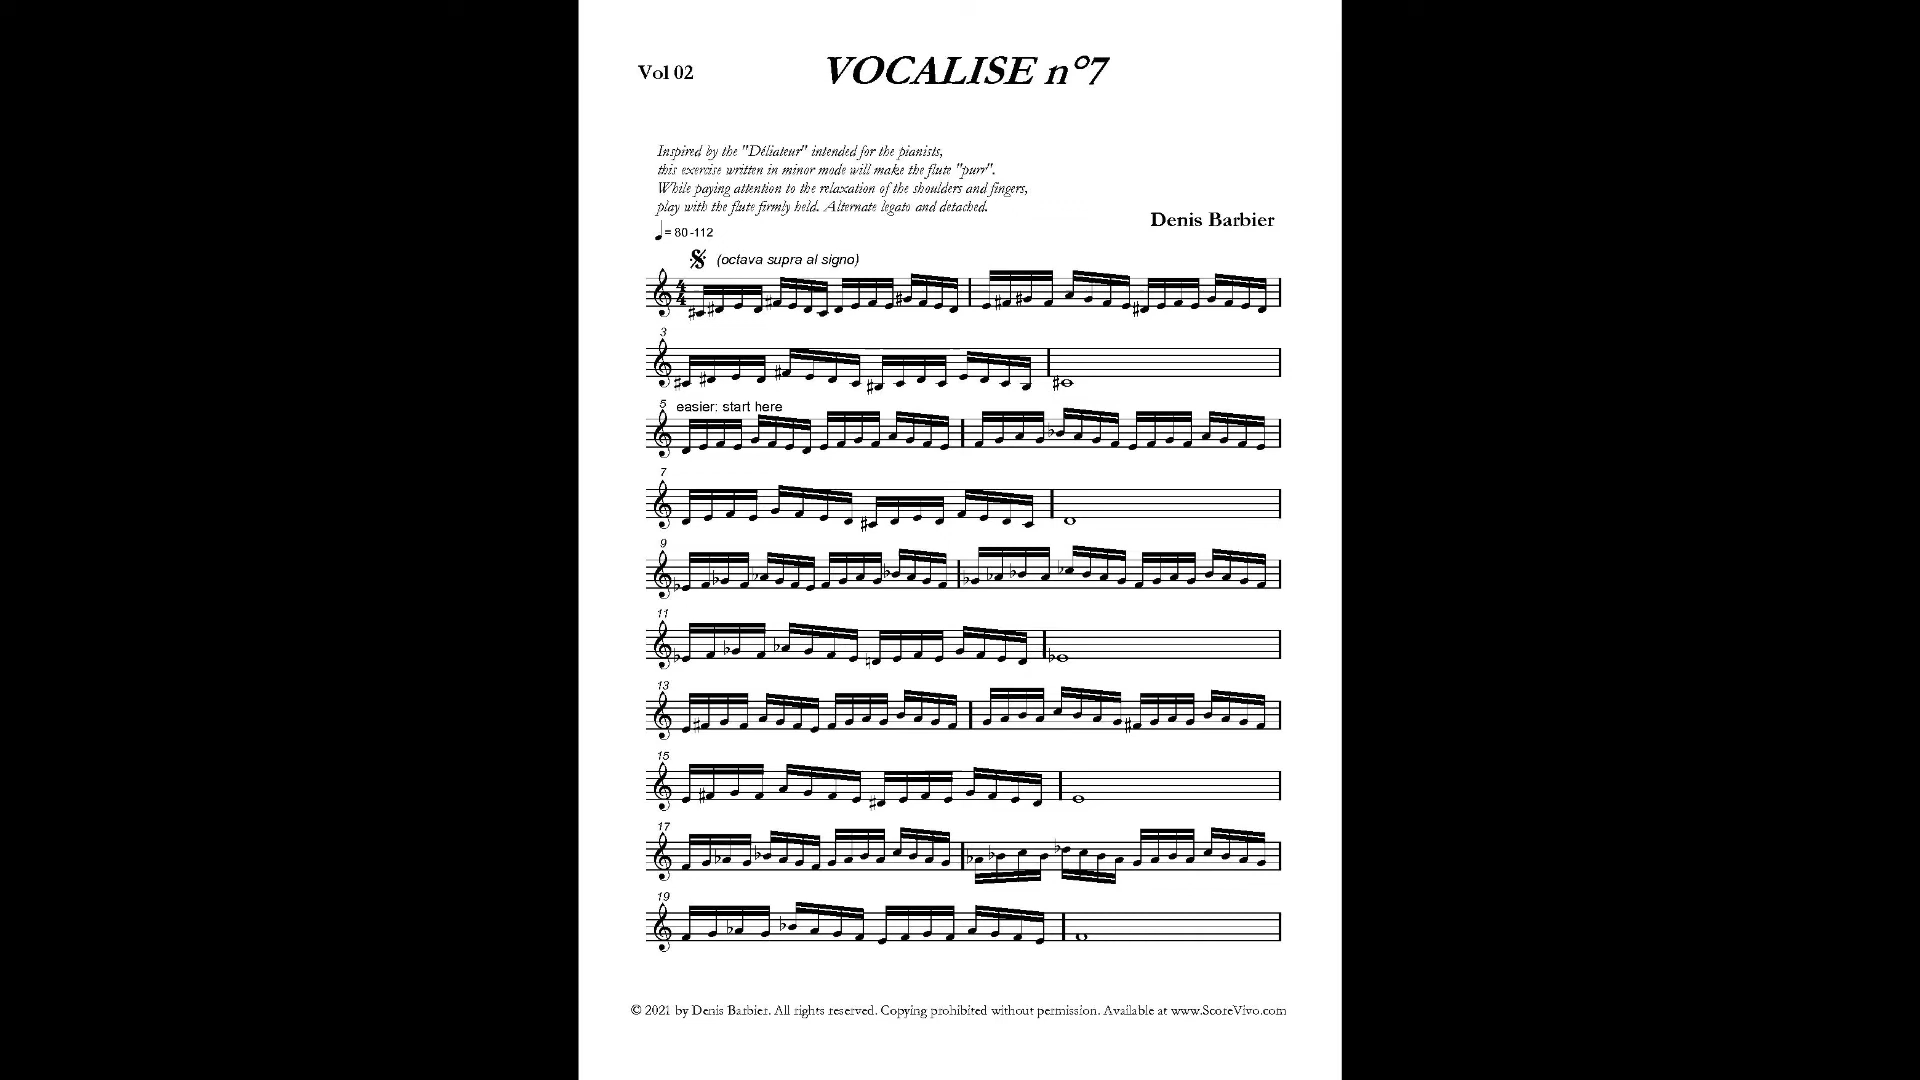 Vol 02
VOCALISE n°7
Inspired by the "Déliateur" intended for the pianists,
this exercise written in minor mode will make the flute "purr".
While paying attention to the relaxation of the shoulders and fingers,
play with the flute firmly held. Alternate legato and detached.
Denis Barbier
= 80 -112
(octava supra al signo)
4
4
3
5 easier: start here
7
9
11
13
15
17
19
© 2021 by Denis Barbier. All rights reserved. Copying prohibited without permission. Available at www.ScoreVivo.com